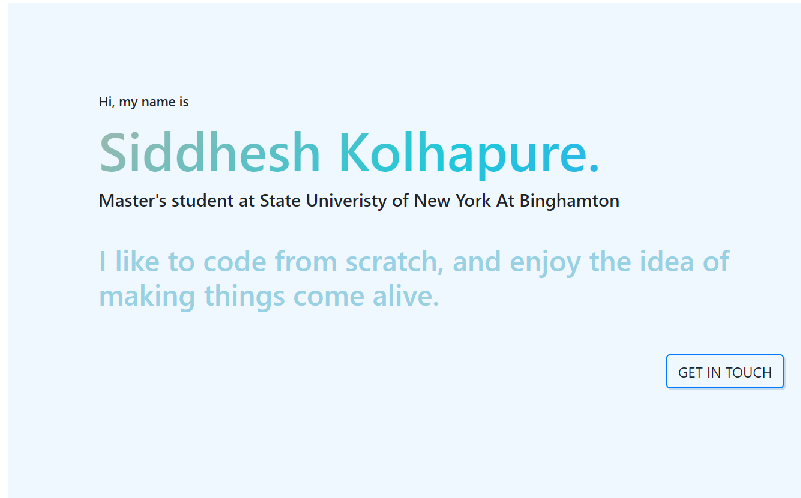 Hi, my name is
Siddhesh Kolhapure.
Master's student at State Univeristy of New York At Binghamton
I like to code from scratch, and enjoy the idea of
making things come alive.
GET IN TOUCH